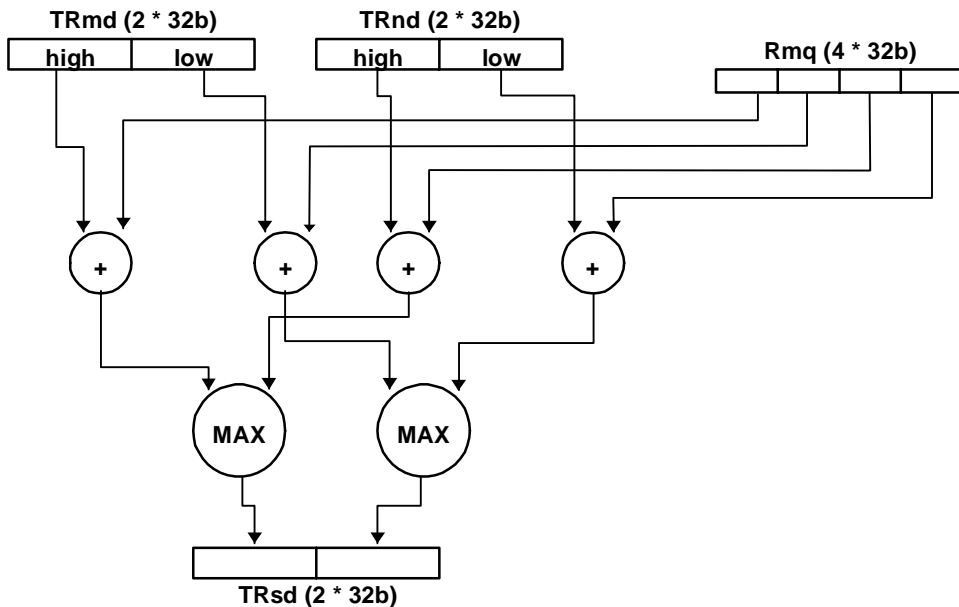 TRmd (2 * 32b) TRnd (2 * 32b)
high low high low Rmq (4 * 32b)
+ + + +
MAX MAX
TRsd (2 * 32b)